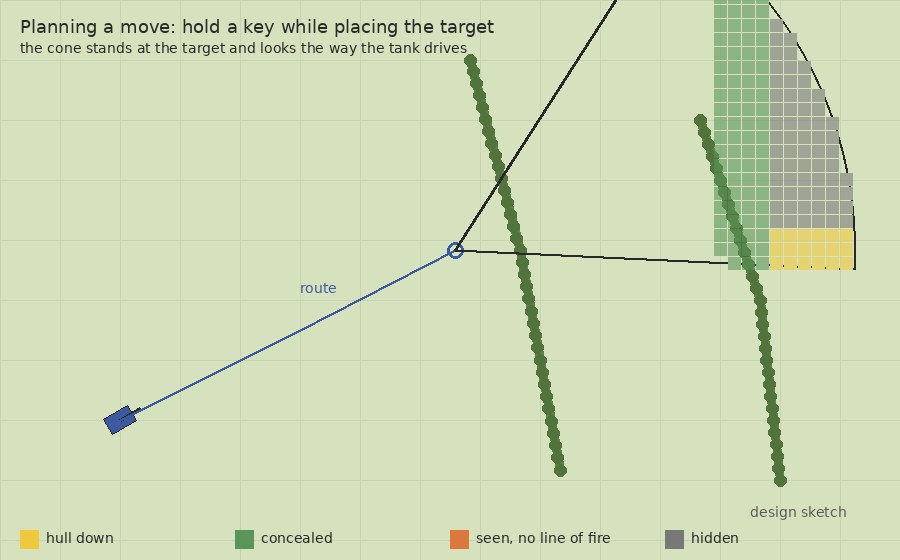 Planning a move: hold a key while placing the target
the cone stands at the target and looks the way the tank drives
route
design sketch
hull down
concealed
seen, no line of fire
hidden